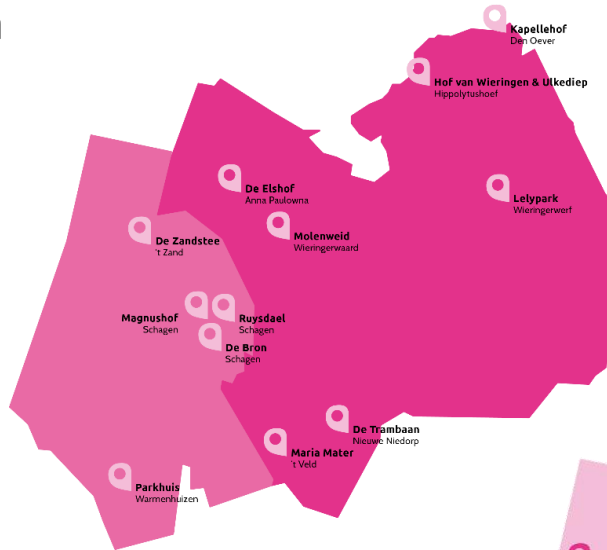 Kapellehof
Den Oever
Hof van Wieringen & Ulkediep
Hippolytushoef
De Elshof
Anna Paulowna
Lelypark
Wieringerwerf
De Zandstee
't Zand
Molenweid
Wieringerwaard
Magnushof
Schagen
Ruysdael
Schagen
De Bron
Schagen
De Trambaan
Nieuwe Niedorp
Maria Mater
't Veld
Parkhuis
Warmenhuizen